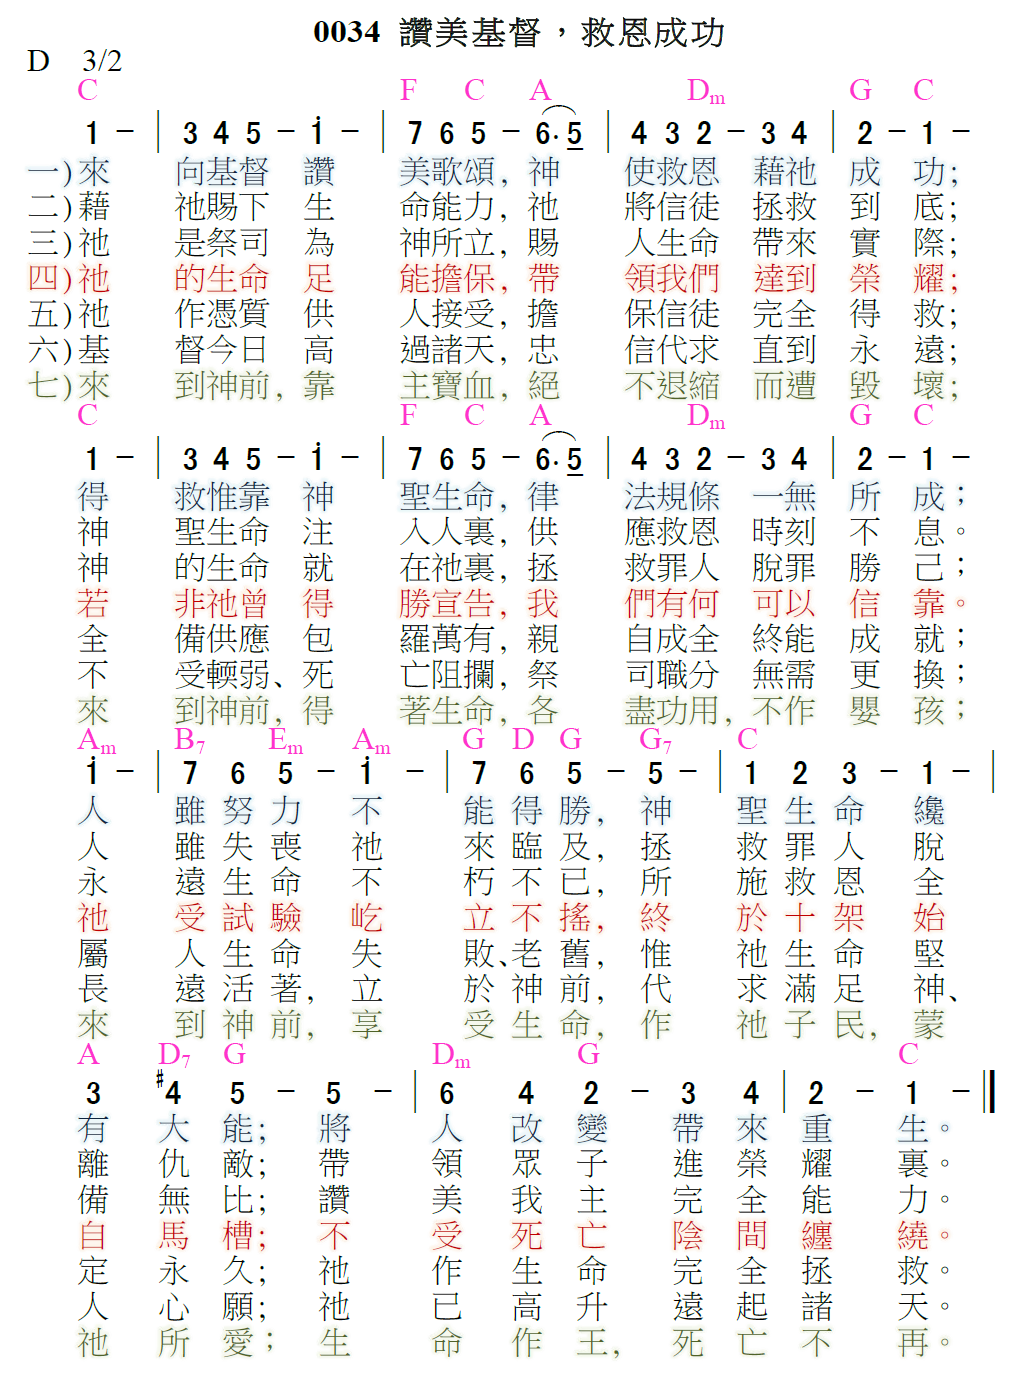 0034 讚美基督，救恩成功
D 3/2
C F C A Dm G C
1 - | 3 4 5 - i - | 7 6 5 - 6· 5 | 4 3 2 - 3 4 | 2 - 1 -
一)來 向基督 讚 美歌頌, 神 使救恩 藉祂 成 功;
二)藉 祂賜下 生 命能力, 祂 將信徒 拯救 到 底;
三)祂 是祭司 為 神所立, 賜 人生命 帶來 實 際;
四)祂 的生命 足 能擔保, 帶 領我們 達到 榮 耀;
五)祂 作憑質 供 人接受, 擔 保信徒 完全 得 救;
六)基 督今日 高 過諸天, 忠 信代求 直到 永 遠;
七)來 到神前, 靠 主寶血, 絕 不退縮 而遭 毀 壞;
C F C A Dm G C
1 - | 3 4 5 - i - | 7 6 5 - 6· 5 | 4 3 2 - 3 4 | 2 - 1 -
得 救惟靠 神 聖生命, 律 法規條 一無 所 成；
神 聖生命 注 入人裏, 供 應救恩 時刻 不 息。
神 的生命 就 在祂裏, 拯 救罪人 脫罪 勝 己；
若 非祂曾 得 勝宣告, 我 們有何 可以 信 靠。
全 備供應 包 羅萬有, 親 自成全 終能 成 就；
不 受輭弱、死 亡阻攔, 祭 司職分 無需 更 換；
來 到神前, 得 著生命, 各 盡功用, 不作 嬰 孩；
Am B7 Em Am G D G G7 C
i - | 7 6 5 - i - | 7 6 5 - 5 - | 1 2 3 - 1 - |
人 雖努力 不 能得勝, 神 聖生命 纔
人 雖失喪 祂 來臨及, 拯 救罪人 脫
永 遠生命 不 朽不已, 所 施救恩 全
祂 受試驗 屹 立不搖, 終 於十架 始
屬 人生命 失 敗、老舊, 惟 祂生命 堅
長 遠活著, 立 於神前, 代 求滿足 神、
來 到神前, 享 受生命, 作 祂子民, 蒙
A D7 G Dm G C
3 #4 5 - 5 - | 6 4 2 - 3 4 | 2 - 1 - ||
有 大 能; 將 人 改 變 帶 來 重 生。
離 仇 敵; 帶 領 眾 子 進 榮 耀 裏。
備 無 比; 讚 美 我 主 完 全 能 力。
自 馬 槽; 不 受 死 亡 陰 間 纏 繞。
定 永 久; 祂 作 生 命 完 全 拯 救。
人 心 願; 祂 已 高 升 遠 起 諸 天。
祂 所 愛； 生 命 作 王, 死 亡 不 再。